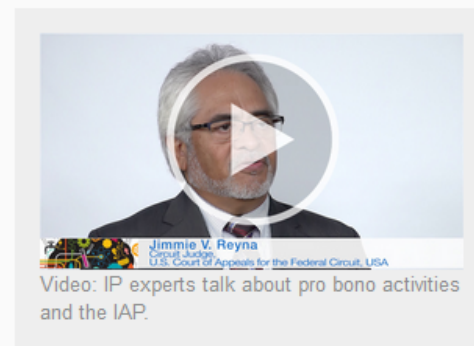 Jimmie V. Reyna
Circuit Judge,
U.S. Court of Appeals for the Federal Circuit, USA
Video: IP experts talk about pro bono activities
and the IAP.